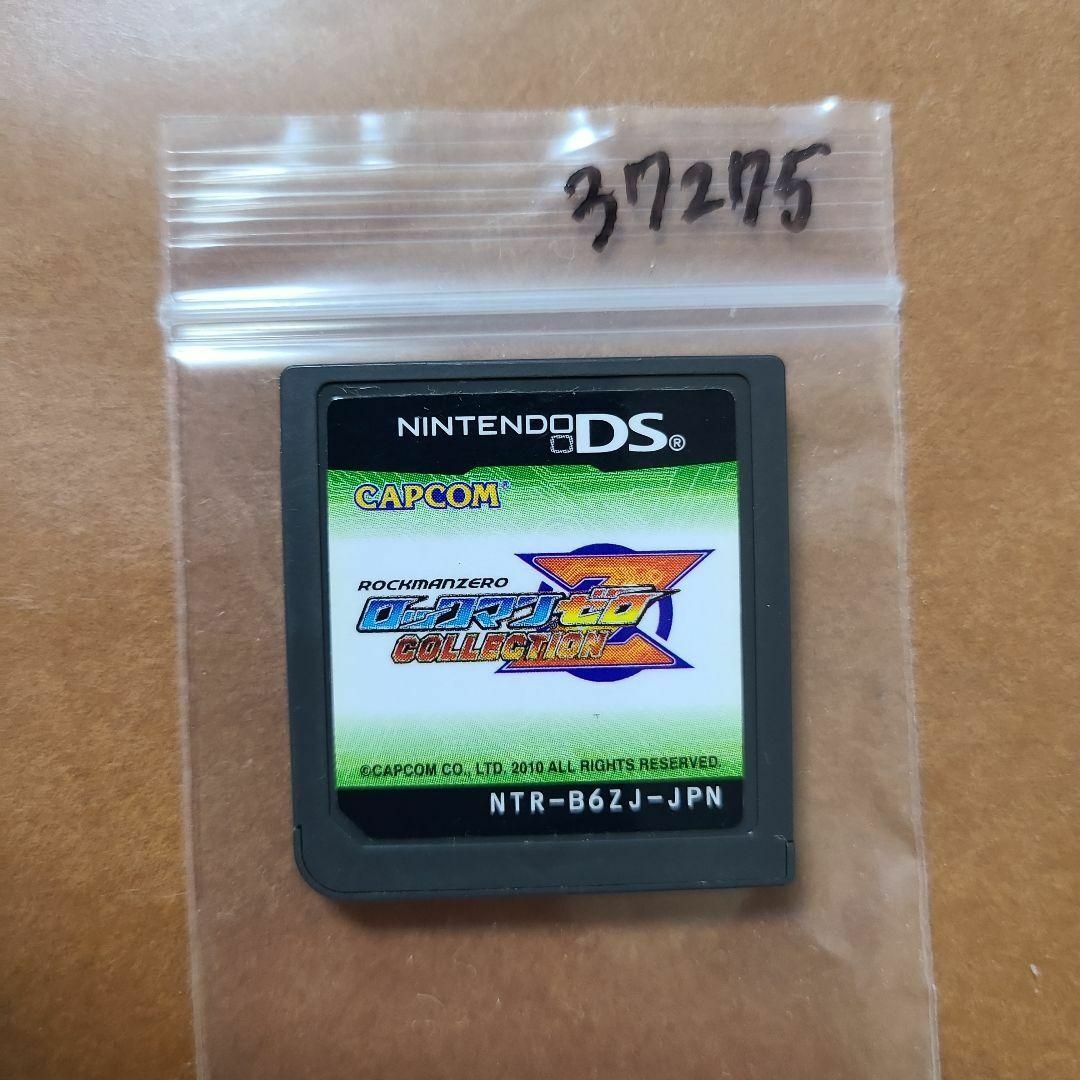 37275
NINTENDO DS®
CAPCOM®
ROCKMANZERO
ロックマン ゼロ
COLLECTION
©CAPCOM CO., LTD. 2010 ALL RIGHTS RESERVED.
NTR-B6ZJ-JPN